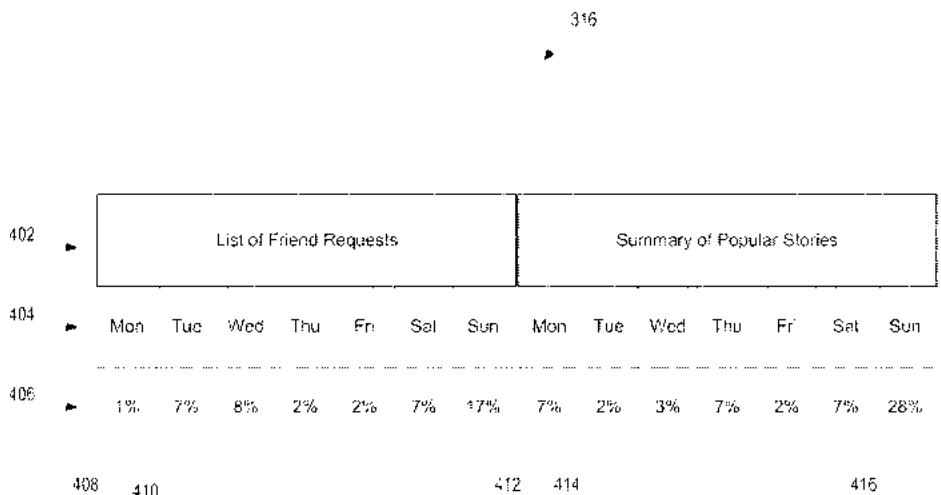 316
402 List of Friend Requests Summary of Popular Stories
404 Mon Tue Wed Thu Fri Sat Sun Mon Tue Wed Thu Fri Sat Sun
406 1% 7% 8% 2% 2% 7% 17% 7% 2% 3% 7% 2% 7% 28%
408 410 412 414 416